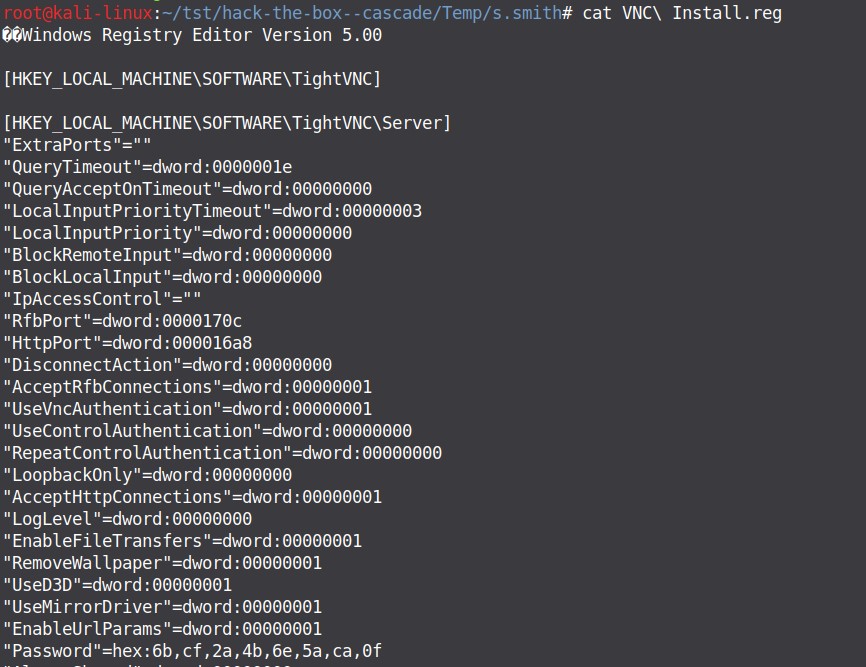 root@kali-linux:~/tst/hack-the-box--cascade/Temp/s.smith# cat VNC\ Install.reg
��Windows Registry Editor Version 5.00
[HKEY_LOCAL_MACHINE\SOFTWARE\TightVNC]
[HKEY_LOCAL_MACHINE\SOFTWARE\TightVNC\Server]
"ExtraPorts"=""
"QueryTimeout"=dword:0000001e
"QueryAcceptOnTimeout"=dword:00000000
"LocalInputPriorityTimeout"=dword:00000003
"LocalInputPriority"=dword:00000000
"BlockRemoteInput"=dword:00000000
"BlockLocalInput"=dword:00000000
"IpAccessControl"=""
"RfbPort"=dword:0000170c
"HttpPort"=dword:000016a8
"DisconnectAction"=dword:00000000
"AcceptRfbConnections"=dword:00000001
"UseVncAuthentication"=dword:00000001
"UseControlAuthentication"=dword:00000000
"RepeatControlAuthentication"=dword:00000000
"LoopbackOnly"=dword:00000000
"AcceptHttpConnections"=dword:00000001
"LogLevel"=dword:00000000
"EnableFileTransfers"=dword:00000001
"RemoveWallpaper"=dword:00000001
"UseD3D"=dword:00000001
"UseMirrorDriver"=dword:00000001
"EnableUrlParams"=dword:00000001
"Password"=hex:6b,cf,2a,4b,6e,5a,ca,0f